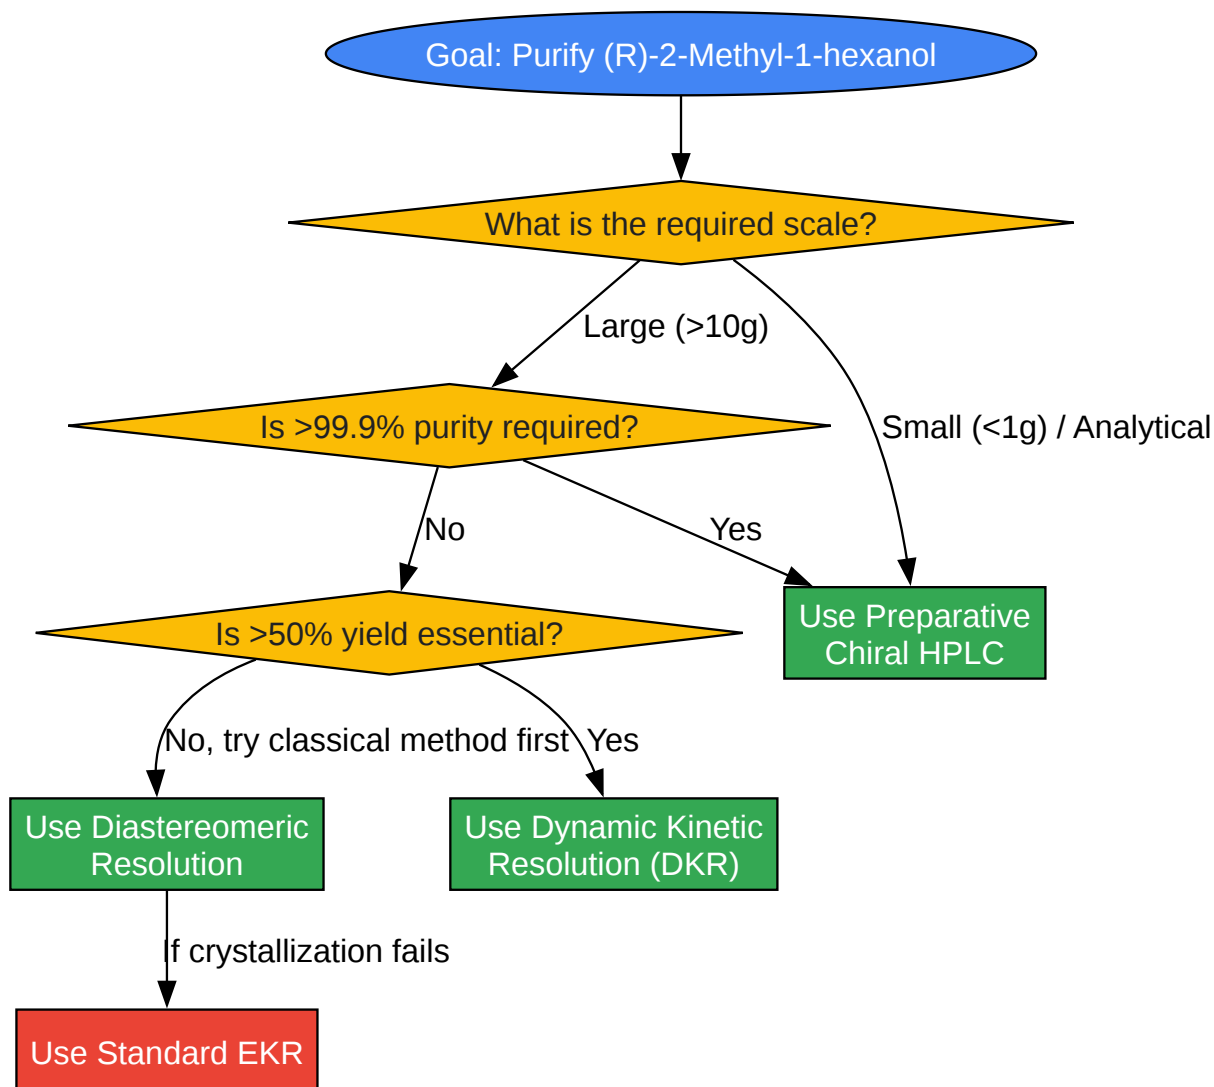 Goal: Purify (R)-2-Methyl-1-hexanol
What is the required scale?
Large (>10g)
Is >99.9% purity required?
Small (<1g) / Analytical
No
Yes
Use Preparative
Chiral HPLC
Is >50% yield essential?
No, try classical method first
Yes
Use Diastereomeric
Resolution
Use Dynamic Kinetic
Resolution (DKR)
If crystallization fails
Use Standard EKR